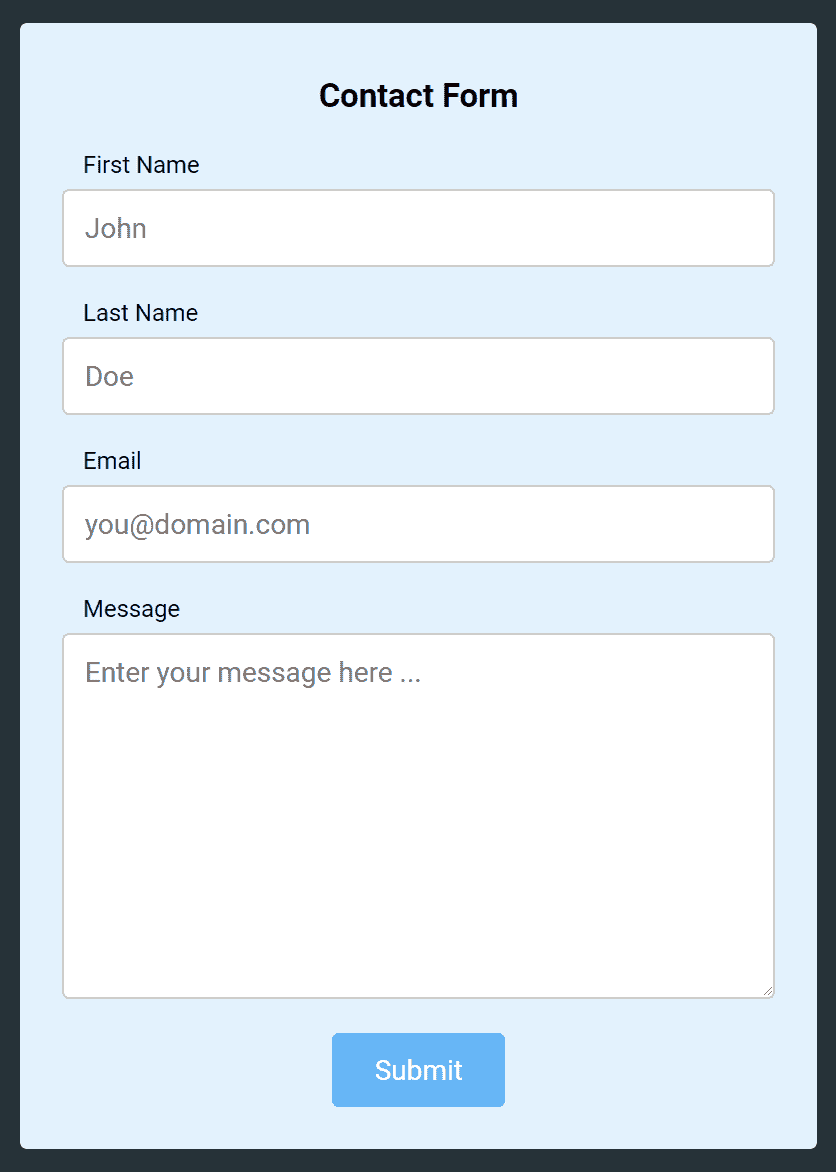 Contact Form
First Name
John
Last Name
Doe
Email
you@domain.com
Message
Enter your message here ...
Submit